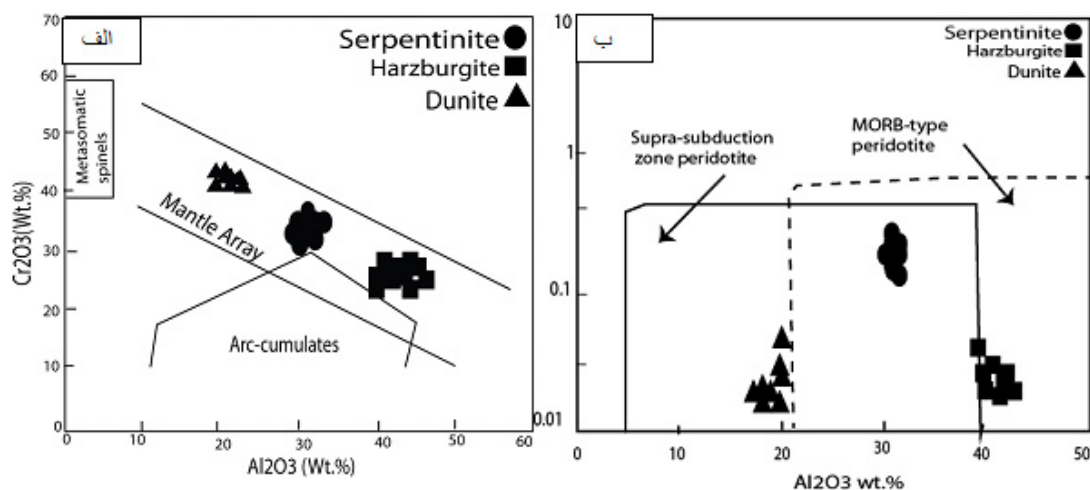 70
الف
Serpentinite
Harzburgite
Dunite
60
Metasomatic
spinels
50
40
Mantle Array
30
20
Arc-cumulates
10
0
Cr2O3(Wt.%)
0 10 20 30 40 50 60
Al2O3 (Wt.%)
10
ب
Serpentinite
Harzburgite
Dunite
Supra-subduction
zone peridotite
MORB-type
peridotite
1
0.1
0.01
10 20 30 40 50
Al2O3 wt.%